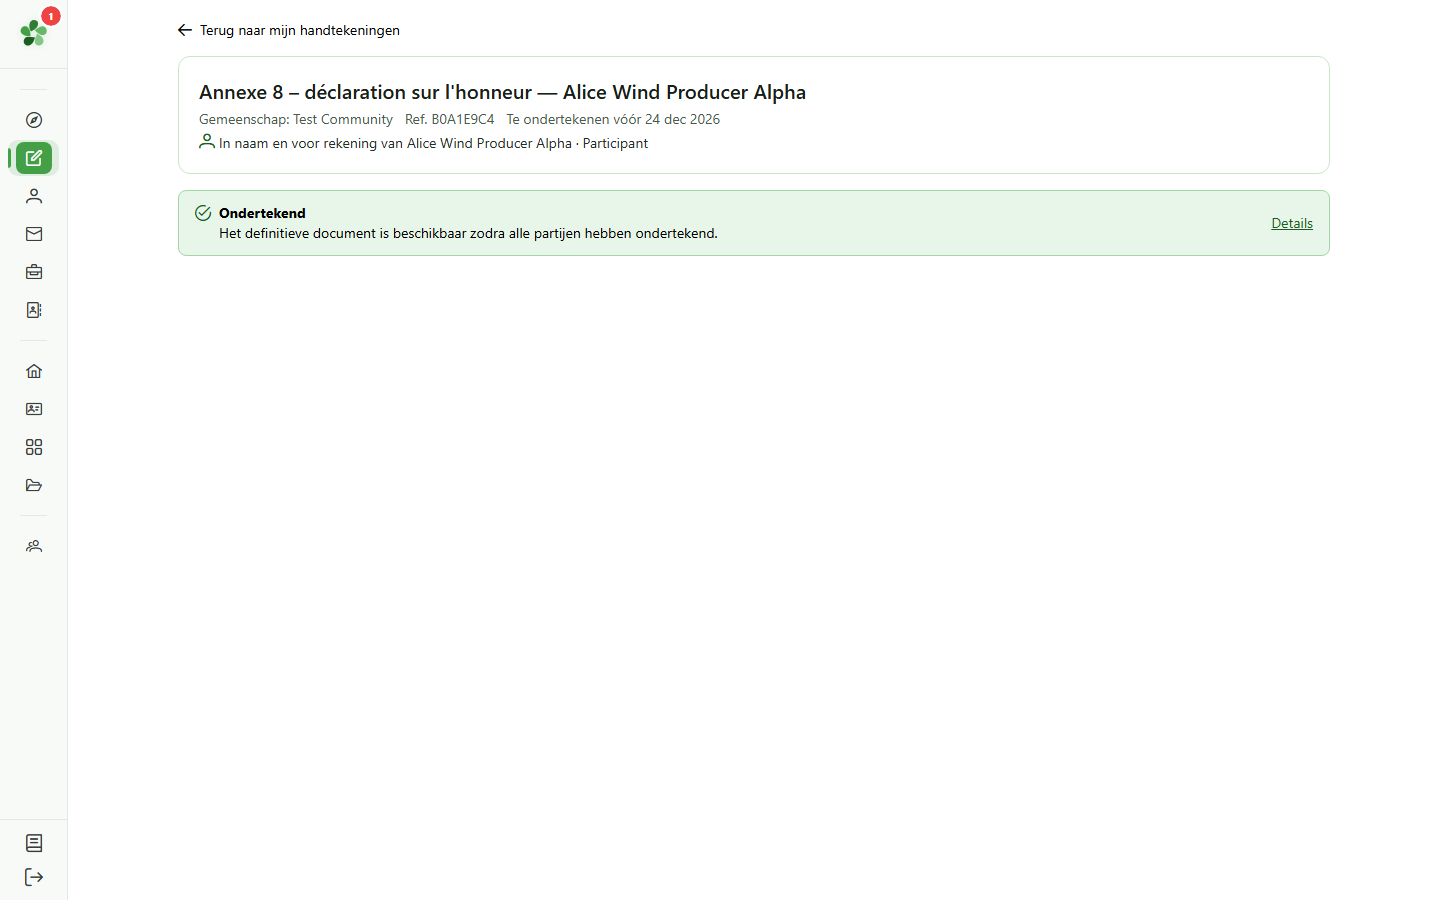 1
Terug naar mijn handtekeningen
Annexe 8 – déclaration sur l'honneur — Alice Wind Producer Alpha
Gemeenschap: Test Community Ref. B0A1E9C4 Te ondertekenen vóór 24 dec 2026
In naam en voor rekening van Alice Wind Producer Alpha · Participant
Ondertekend
Het definitieve document is beschikbaar zodra alle partijen hebben ondertekend.
Details